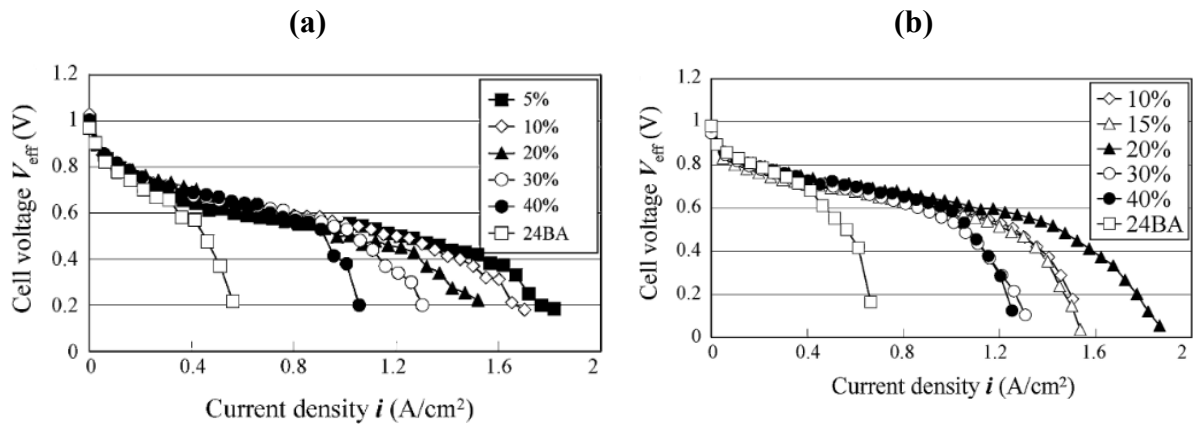 (a)
(b)
1.2
1
0.8
0.6
0.4
0.2
0
Cell voltage Veff (V)
5%
10%
20%
30%
40%
24BA
0 0.4 0.8 1.2 1.6 2
Current density i (A/cm²)
1.2
1
0.8
0.6
0.4
0.2
0
Cell voltage Veff (V)
10%
15%
20%
30%
40%
24BA
0 0.4 0.8 1.2 1.6 2
Current density i (A/cm²)